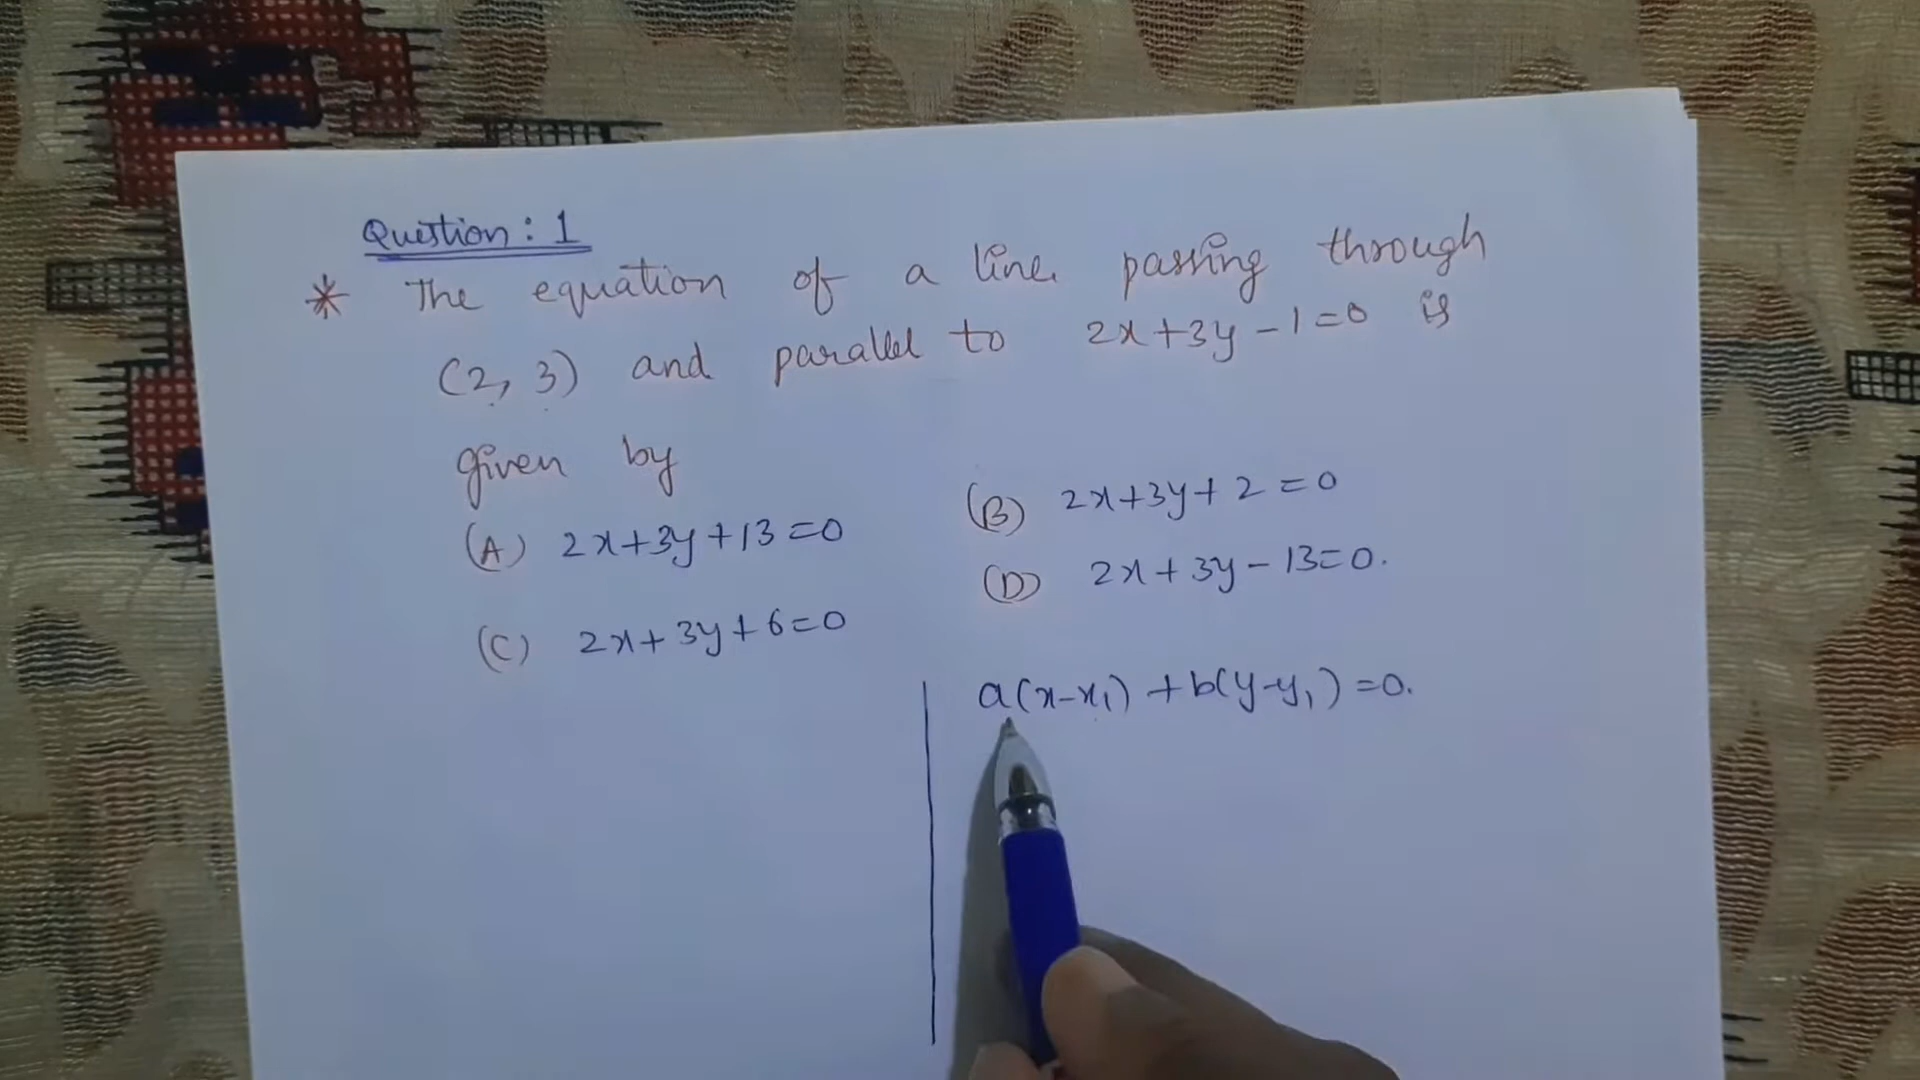 Question : 1
* The equation of a line passing through
(2, 3) and parallel to 2x+3y-1=0 is
given by
(A) 2x+3y+13=0 (B) 2x+3y+2=0
(C) 2x+3y+6=0 (D) 2x+3y-13=0.
a(x-x₁) + b(y-y₁) =0.